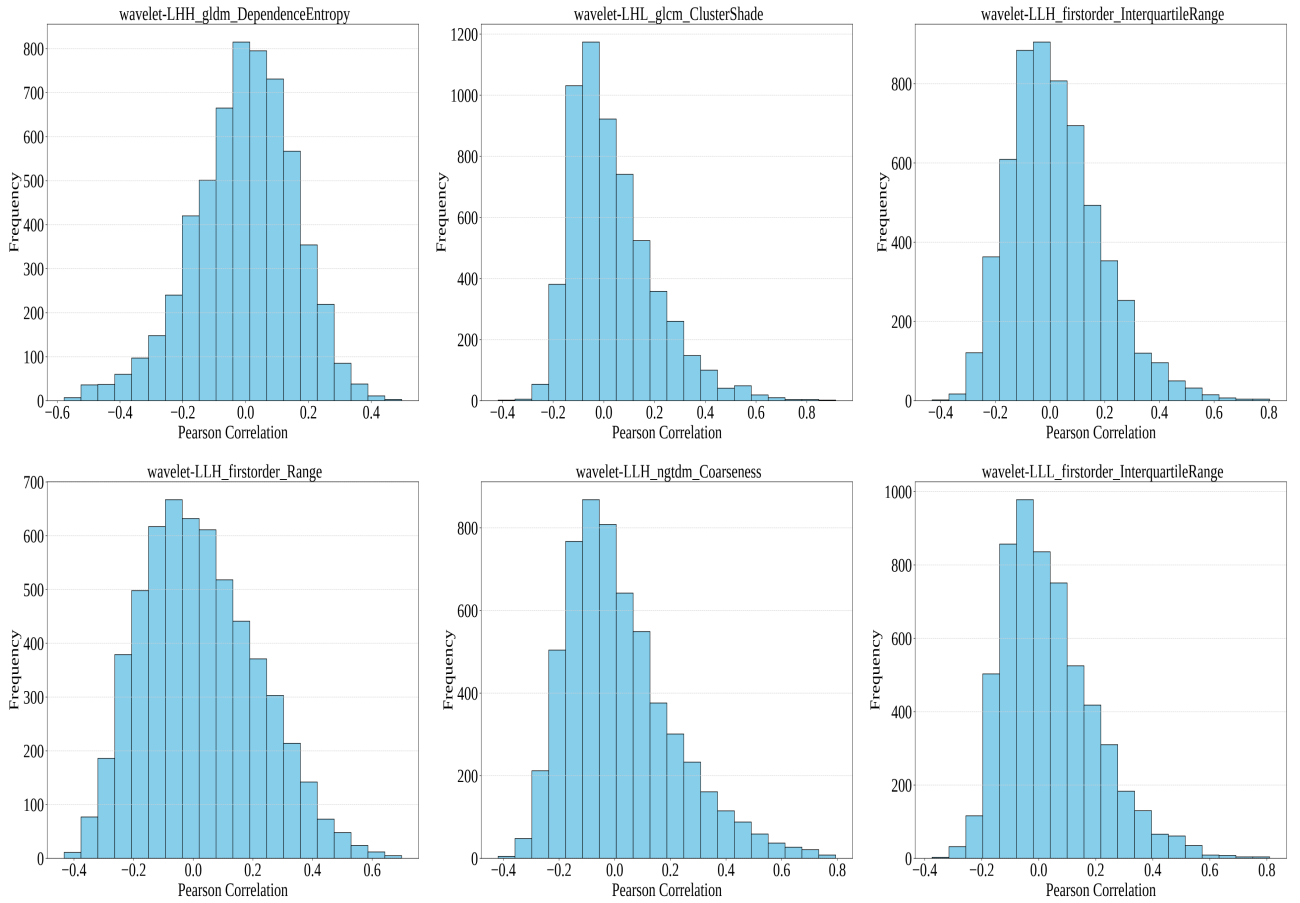 wavelet-LHH_gldm_DependenceEntropy
800
700
600
500
400
300
200
100
0
Frequency
−0.6 −0.4 −0.2 0.0 0.2 0.4
Pearson Correlation
wavelet-LHL_glcm_ClusterShade
1200
1000
800
600
400
200
0
Frequency
−0.4 −0.2 0.0 0.2 0.4 0.6 0.8
Pearson Correlation
wavelet-LLH_firstorder_InterquartileRange
800
600
400
200
0
Frequency
−0.4 −0.2 0.0 0.2 0.4 0.6 0.8
Pearson Correlation
wavelet-LLH_firstorder_Range
700
600
500
400
300
200
100
0
Frequency
−0.4 −0.2 0.0 0.2 0.4 0.6
Pearson Correlation
wavelet-LLH_ngtdm_Coarseness
800
600
400
200
0
Frequency
−0.4 −0.2 0.0 0.2 0.4 0.6 0.8
Pearson Correlation
wavelet-LLL_firstorder_InterquartileRange
1000
800
600
400
200
0
Frequency
−0.4 −0.2 0.0 0.2 0.4 0.6 0.8
Pearson Correlation